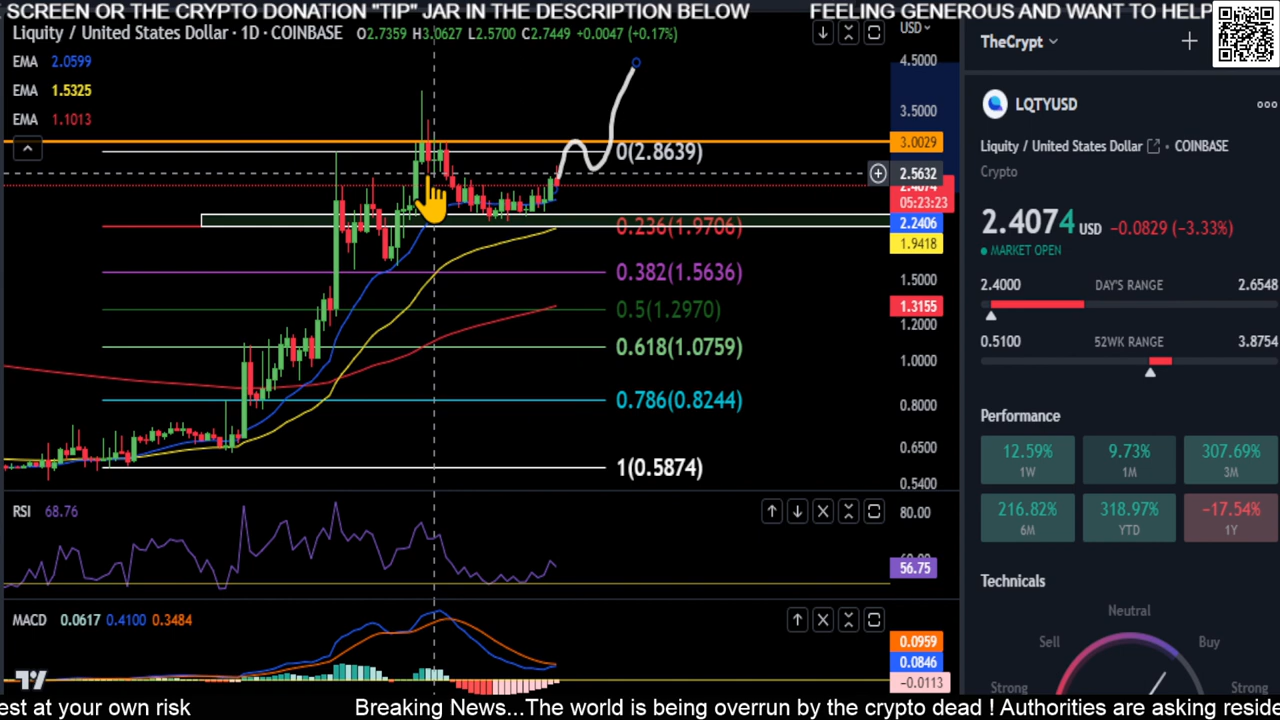 SCREEN OR THE CRYPTO DONATION "TIP" JAR IN THE DESCRIPTION BELOW FEELING GENEROUS AND WANT TO HELP
Liquity / United States Dollar · 1D · COINBASE O2.7359 H3.0627 L2.5700 C2.7449 +0.0047 (+0.17%)
USD
EMA 2.0599
EMA 1.5325
EMA 1.1013
4.5000
3.5000
3.0029
0(2.8639)
2.5632
2.4074
05:23:23
2.2406
0.236(1.9706)
1.9418
0.382(1.5636)
1.5000
0.5(1.2970)
1.3155
1.2000
0.618(1.0759)
1.0000
0.786(0.8244)
0.8000
0.6500
1(0.5874)
0.5400
RSI 68.76
80.00
60.00
56.75
MACD 0.0617 0.4100 0.3484
0.0959
0.0846
-0.0113
TheCrypt
LQTYUSD
Liquity / United States Dollar · COINBASE
Crypto
2.4074 USD -0.0829 (-3.33%)
MARKET OPEN
2.4000 DAY'S RANGE 2.6548
0.5100 52WK RANGE 3.8754
Performance
12.59% 9.73% 307.69%
1W 1M 3M
216.82% 318.97% -17.54%
6M YTD 1Y
Technicals
Neutral
Sell Buy
Strong Strong
est at your own risk Breaking News...The world is being overrun by the crypto dead ! Authorities are asking reside